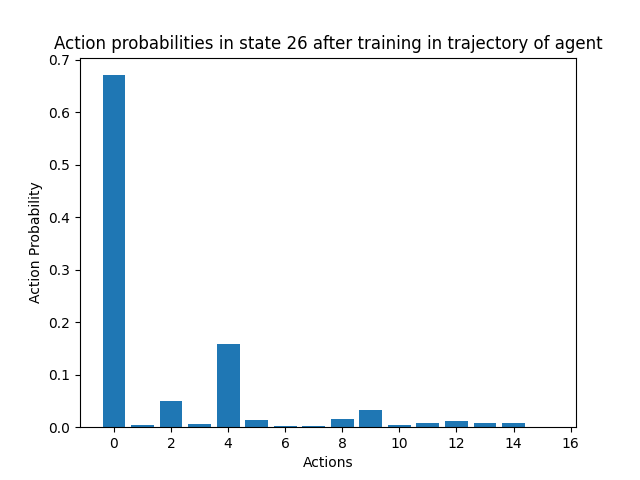 Action probabilities in state 26 after training in trajectory of agent
0.7
0.6
0.5
0.4
0.3
0.2
0.1
0.0
Action Probability
0 2 4 6 8 10 12 14 16
Actions